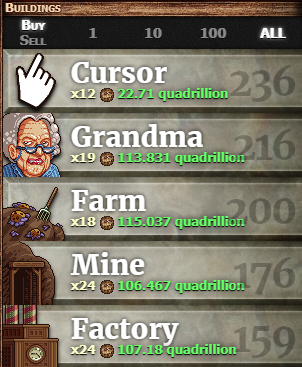 Buildings
Buy 1 10 100 ALL
Sell
Cursor 236
x12 22.71 quadrillion
Grandma 216
x19 113.831 quadrillion
Farm 200
x18 115.037 quadrillion
Mine 176
x24 106.467 quadrillion
Factory 159
x24 107.18 quadrillion